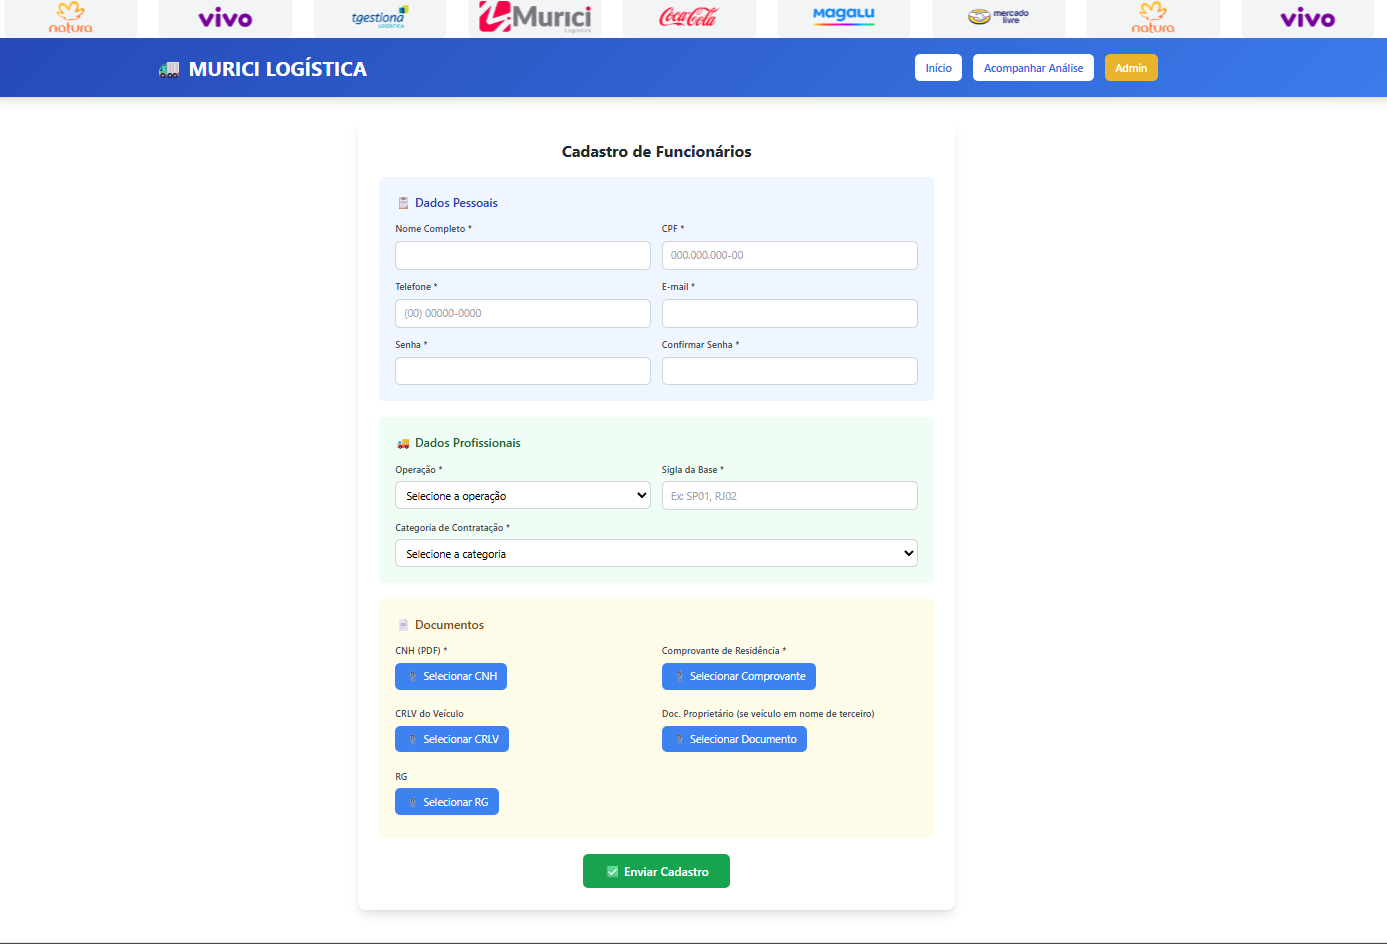 natura
vivo
tgestiona
LOGÍSTICA
Murici
Logística
Coca-Cola
magalu
mercado
livre
natura
vivo
MURICI LOGÍSTICA
Início
Acompanhar Análise
Admin
Cadastro de Funcionários
Dados Pessoais
Nome Completo *
CPF *
000.000.000-00
Telefone *
E-mail *
(00) 00000-0000
Senha *
Confirmar Senha *
Dados Profissionais
Operação *
Sigla da Base *
Selecione a operação
Ex: SP01, RJ02
Categoria de Contratação *
Selecione a categoria
Documentos
CNH (PDF) *
Comprovante de Residência *
Selecionar CNH
Selecionar Comprovante
CRLV do Veículo
Doc. Proprietário (se veículo em nome de terceiro)
Selecionar CRLV
Selecionar Documento
RG
Selecionar RG
Enviar Cadastro